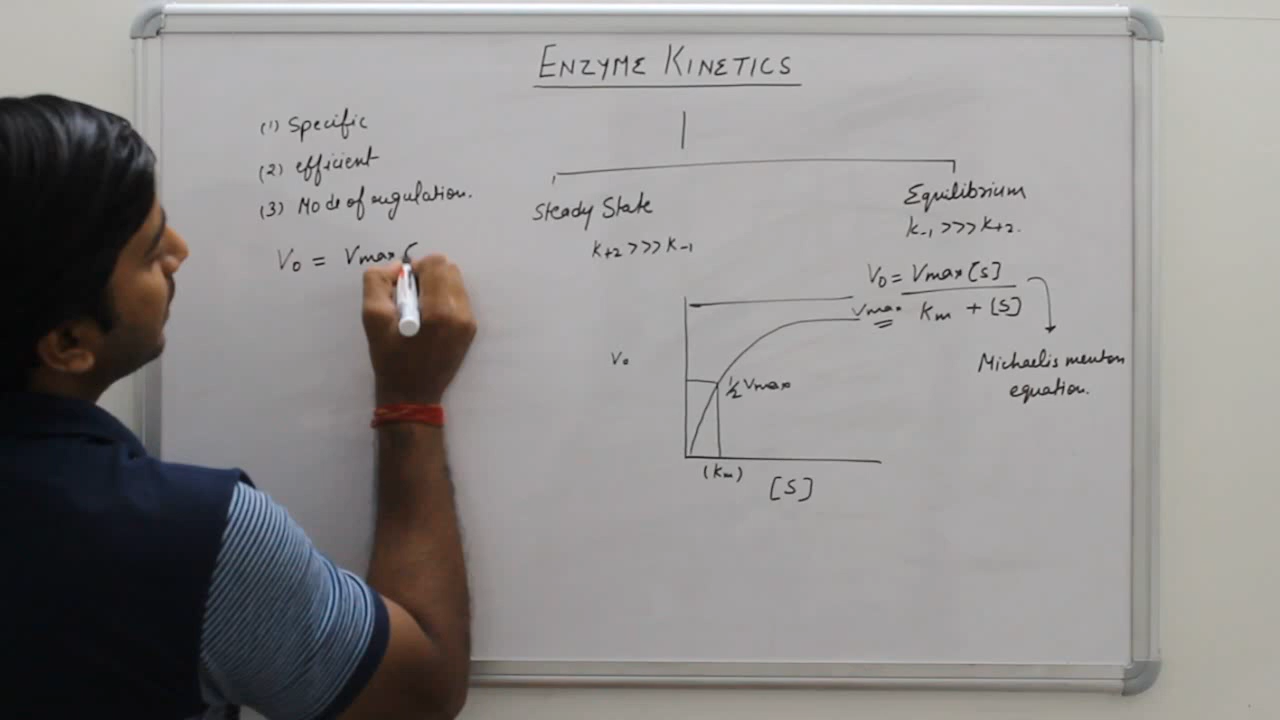 ENZYME KINETICS
(1) Specific
(2) efficient
(3) Mode of regulation.
V0 = Vmax [
Steady State
k+2 >>> k-1
Equilibrium
k-1 >>> k+2.
V0 = Vmax [S]
Km + [S]
Vmax
Michaelis menton
equation.
V0
1/2 Vmax
(Km)
[S]